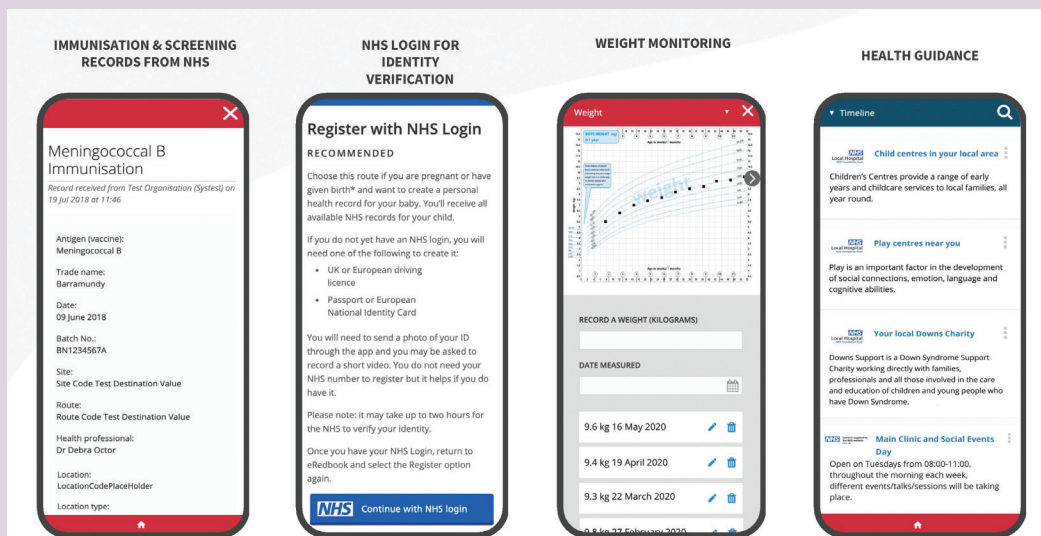 IMMUNISATION & SCREENING
RECORDS FROM NHS
Meningococcal B
Immunisation
Record received from Test Organisation (Systest) on
19 Jul 2018 at 11:46
Antigen (vaccine):
Meningococcal B
Trade name:
Barramundy
Date:
09 June 2018
Batch No.:
BN1234567A
Site:
Site Code Test Destination Value
Route:
Route Code Test Destination Value
Health professional:
Dr Debra Octor
Location:
LocationCodePlaceHolder
Location type:
NHS LOGIN FOR
IDENTITY
VERIFICATION
Register with NHS Login
RECOMMENDED
Choose this route if you are pregnant or have
given birth* and want to create a personal
health record for your baby. You'll receive all
available NHS records for your child.
If you do not yet have an NHS login, you will
need one of the following to create it:
• UK or European driving
licence
• Passport or European
National Identity Card
You will need to send a photo of your ID
through the app and you may be asked to
record a short video. You do not need your
NHS number to register but it helps if you do
have it.
Please note: it may take up to two hours for
the NHS to verify your identity.
Once you have your NHS Login, return to
eRedbook and select the Register option
again.
NHS Continue with NHS login
WEIGHT MONITORING
Weight
BOYS WEIGHT
weight
RECORD A WEIGHT (KILOGRAMS)
DATE MEASURED
9.6 kg 16 May 2020
9.4 kg 19 April 2020
9.3 kg 22 March 2020
9.8 kg 27 February 2020
HEALTH GUIDANCE
Timeline
NHS
Local Hospital
Child centres in your local area
Children's Centres provide a range of early
years and childcare services to local families, all
year round.
NHS
Local Hospital
Play centres near you
Play is an important factor in the development
of social connections, emotion, language and
cognitive abilities.
NHS
Local Hospital
Your local Downs Charity
Downs Support is a Down Syndrome Support
Charity working directly with families,
professionals and all those involved in the care
and education of children and young people who
have Down Syndrome.
NHS
Main Clinic and Social Events
Day
Open on Tuesdays from 08:00-11:00,
throughout the morning each week,
different events/talks/sessions will be taking
place.